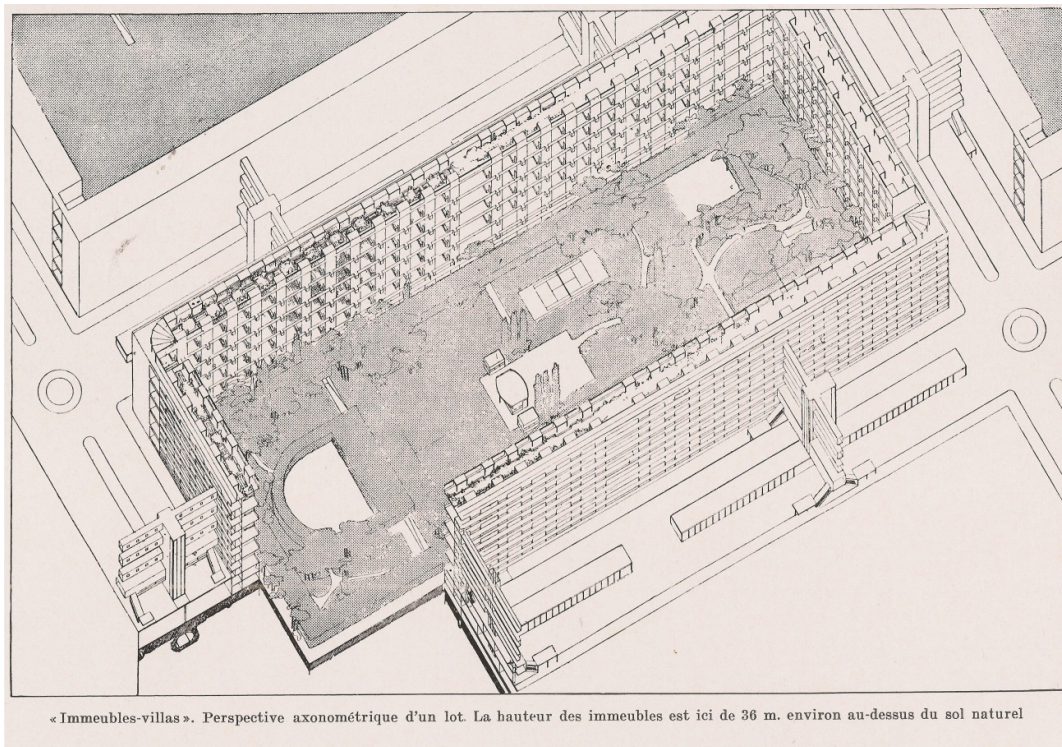 «Immeubles-villas». Perspective axonométrique d'un lot. La hauteur des immeubles est ici de 36 m. environ au-dessus du sol naturel